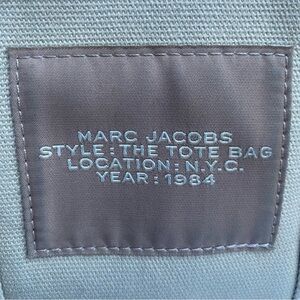 MARC JACOBS
STYLE : THE TOTE BAG
LOCATION : N.Y.C.
YEAR : 1984